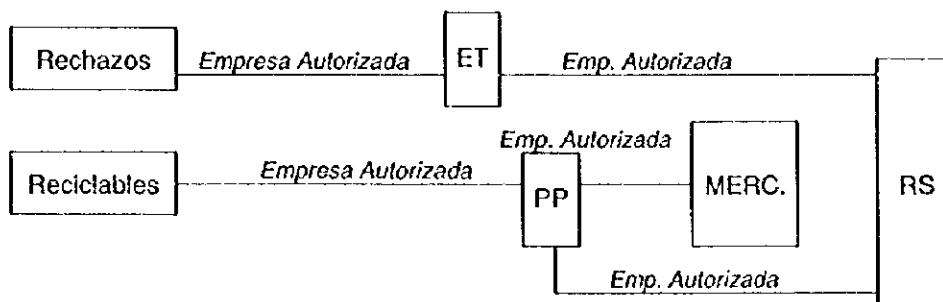 Rechazos
Empresa Autorizada
ET
Emp. Autorizada
Reciclables
Empresa Autorizada
Emp. Autorizada
PP
MERC.
RS
Emp. Autorizada